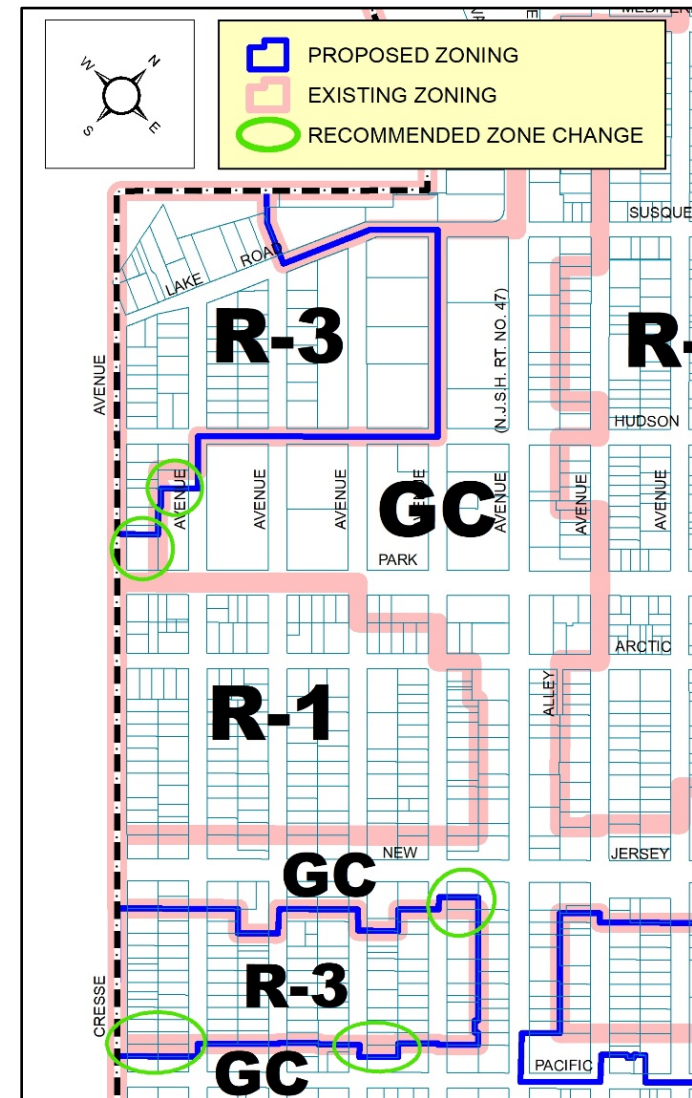 N
W
E
S
PROPOSED ZONING
EXISTING ZONING
RECOMMENDED ZONE CHANGE
LAKE ROAD
R-3
AVENUE
(N.J.S.H. RT. NO. 47)
HUDSON
AVENUE
AVENUE
AVENUE
AVENUE
AVENUE
AVENUE
AVENUE
GC
PARK
ARCTIC
R-1
ALLEY
NEW
JERSEY
GC
R-3
CRESSE
GC
PACIFIC